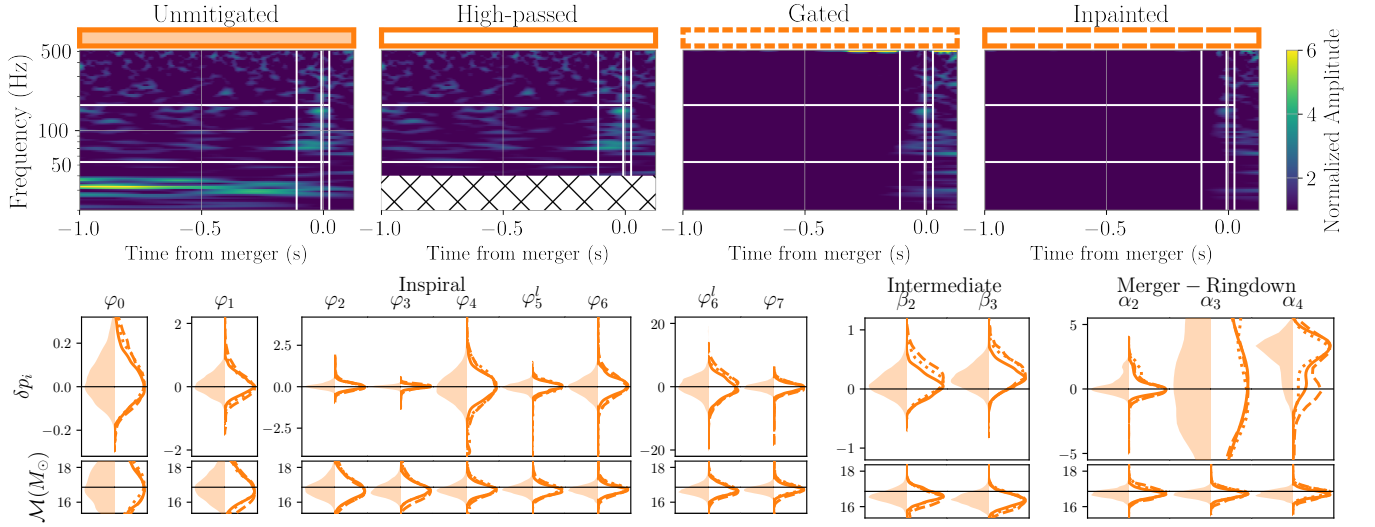 Unmitigated High-passed Gated Inpainted
500 100 50
Frequency (Hz)
6 4 2
Normalized Amplitude
−1.0 −0.5 0.0 −1.0 −0.5 0.0 −1.0 −0.5 0.0 −1.0 −0.5 0.0
Time from merger (s) Time from merger (s) Time from merger (s) Time from merger (s)
Inspiral Intermediate Merger − Ringdown
φ₀ φ₁ φ₂ φ₃ φ₄ φ₅ˡ φ₆ φ₆ˡ φ₇ β₂ β₃ α₂ α₃ α₄
δpᵢ
0.2 0.0 −0.2
2 0 −2
2.5 0.0 −2.5
20 0 −20
1 0 −1
5 0 −5
ℳ(M⊙)
18 16 18 16 18 16 18 16 18 16 18 16